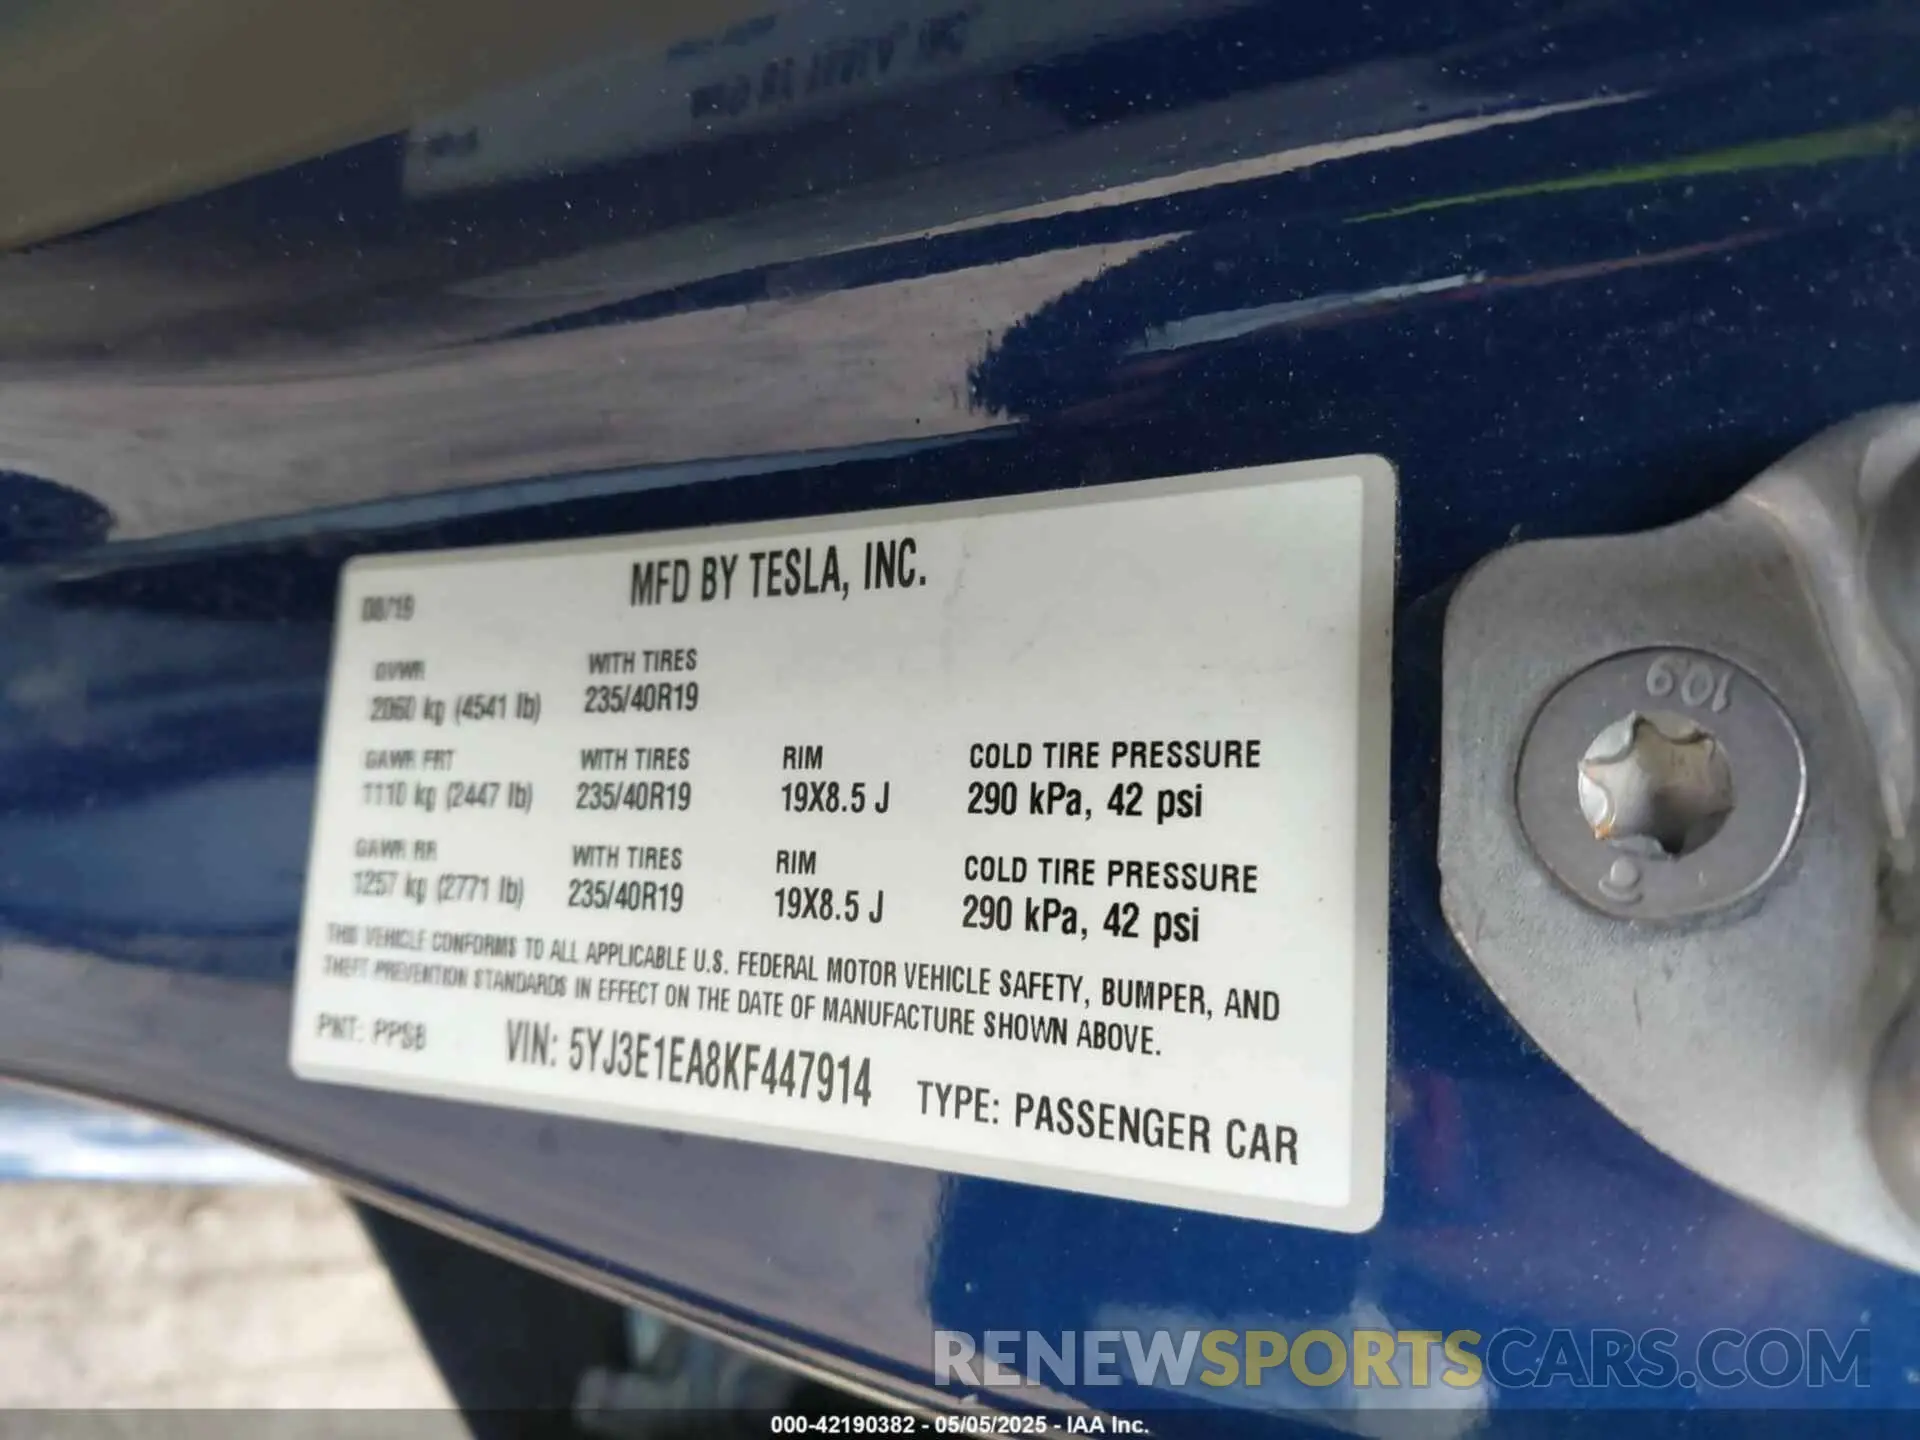 MFD BY TESLA, INC.
08/19
GVWR WITH TIRES
2060 kg (4541 lb) 235/40R19
GAWR FRT WITH TIRES RIM COLD TIRE PRESSURE
1110 kg (2447 lb) 235/40R19 19X8.5 J 290 kPa, 42 psi
GAWR RR WITH TIRES RIM COLD TIRE PRESSURE
1257 kg (2771 lb) 235/40R19 19X8.5 J 290 kPa, 42 psi
THIS VEHICLE CONFORMS TO ALL APPLICABLE U.S. FEDERAL MOTOR VEHICLE SAFETY, BUMPER, AND
THEFT PREVENTION STANDARDS IN EFFECT ON THE DATE OF MANUFACTURE SHOWN ABOVE.
PNT: PPSB VIN: 5YJ3E1EA8KF447914 TYPE: PASSENGER CAR
10.9
RENEWSPORTSCARS.COM
000-42190382 - 05/05/2025 - IAA Inc.